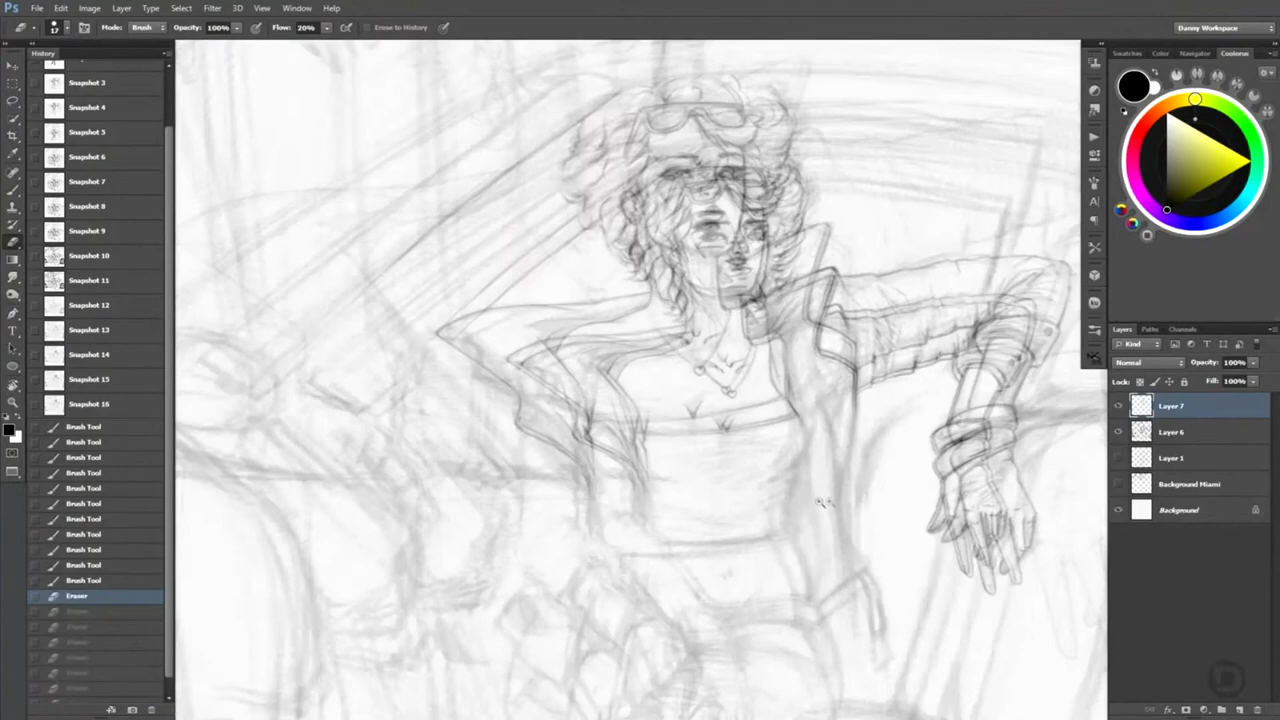 Ps File Edit Image Layer Type Select Filter 3D View Window Help
17 Mode: Brush Opacity: 100% Flow: 20% Erase to History Danny Workspace
History
Snapshot 3
Snapshot 4
Snapshot 5
Snapshot 6
Snapshot 7
Snapshot 8
Snapshot 9
Snapshot 10
Snapshot 11
Snapshot 12
Snapshot 13
Snapshot 14
Snapshot 15
Snapshot 16
Brush Tool
Brush Tool
Brush Tool
Brush Tool
Brush Tool
Brush Tool
Brush Tool
Brush Tool
Brush Tool
Brush Tool
Brush Tool
Eraser
Swatches Color Navigator Coolorus
Layers Paths Channels
Kind
Normal Opacity: 100%
Lock: Fill: 100%
Layer 7
Layer 6
Layer 1
Background Miami
Background